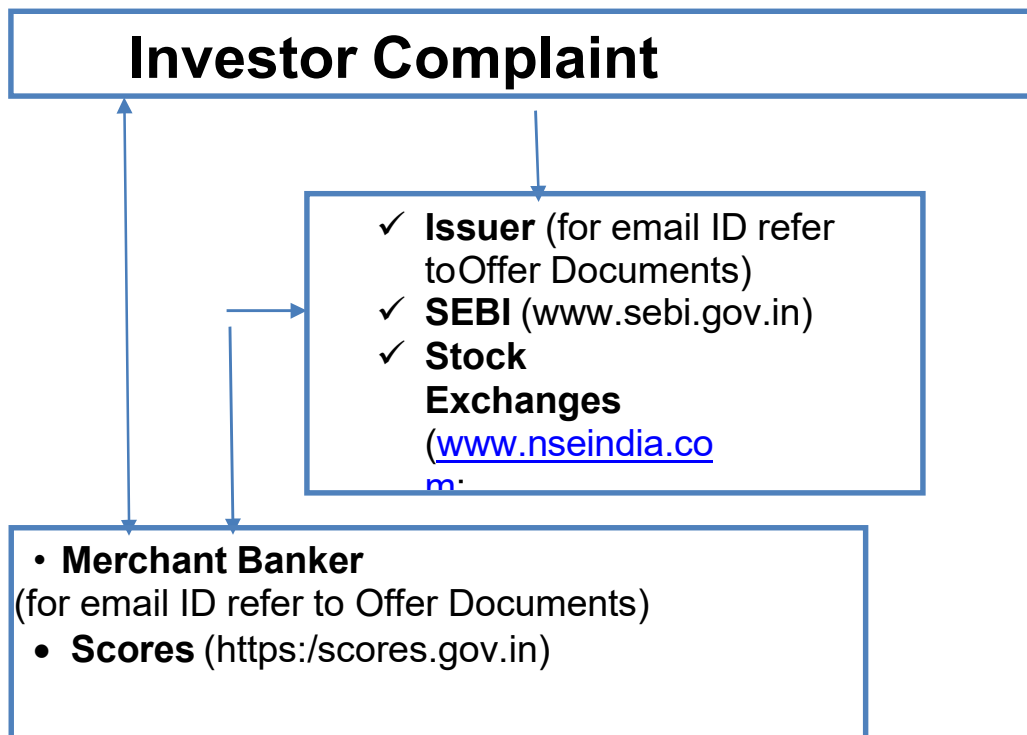 Investor Complaint
✓ Issuer (for email ID refer
toOffer Documents)
✓ SEBI (www.sebi.gov.in)
✓ Stock
Exchanges
(www.nseindia.co
m;
• Merchant Banker
(for email ID refer to Offer Documents)
• Scores (https:/scores.gov.in)